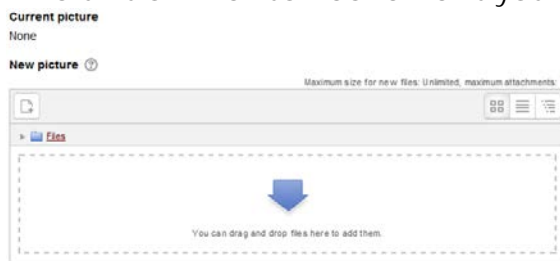 Current picture
None
New picture
Maximum size for new files: Unlimited, maximum attachments:
Files
You can drag and drop files here to add them.